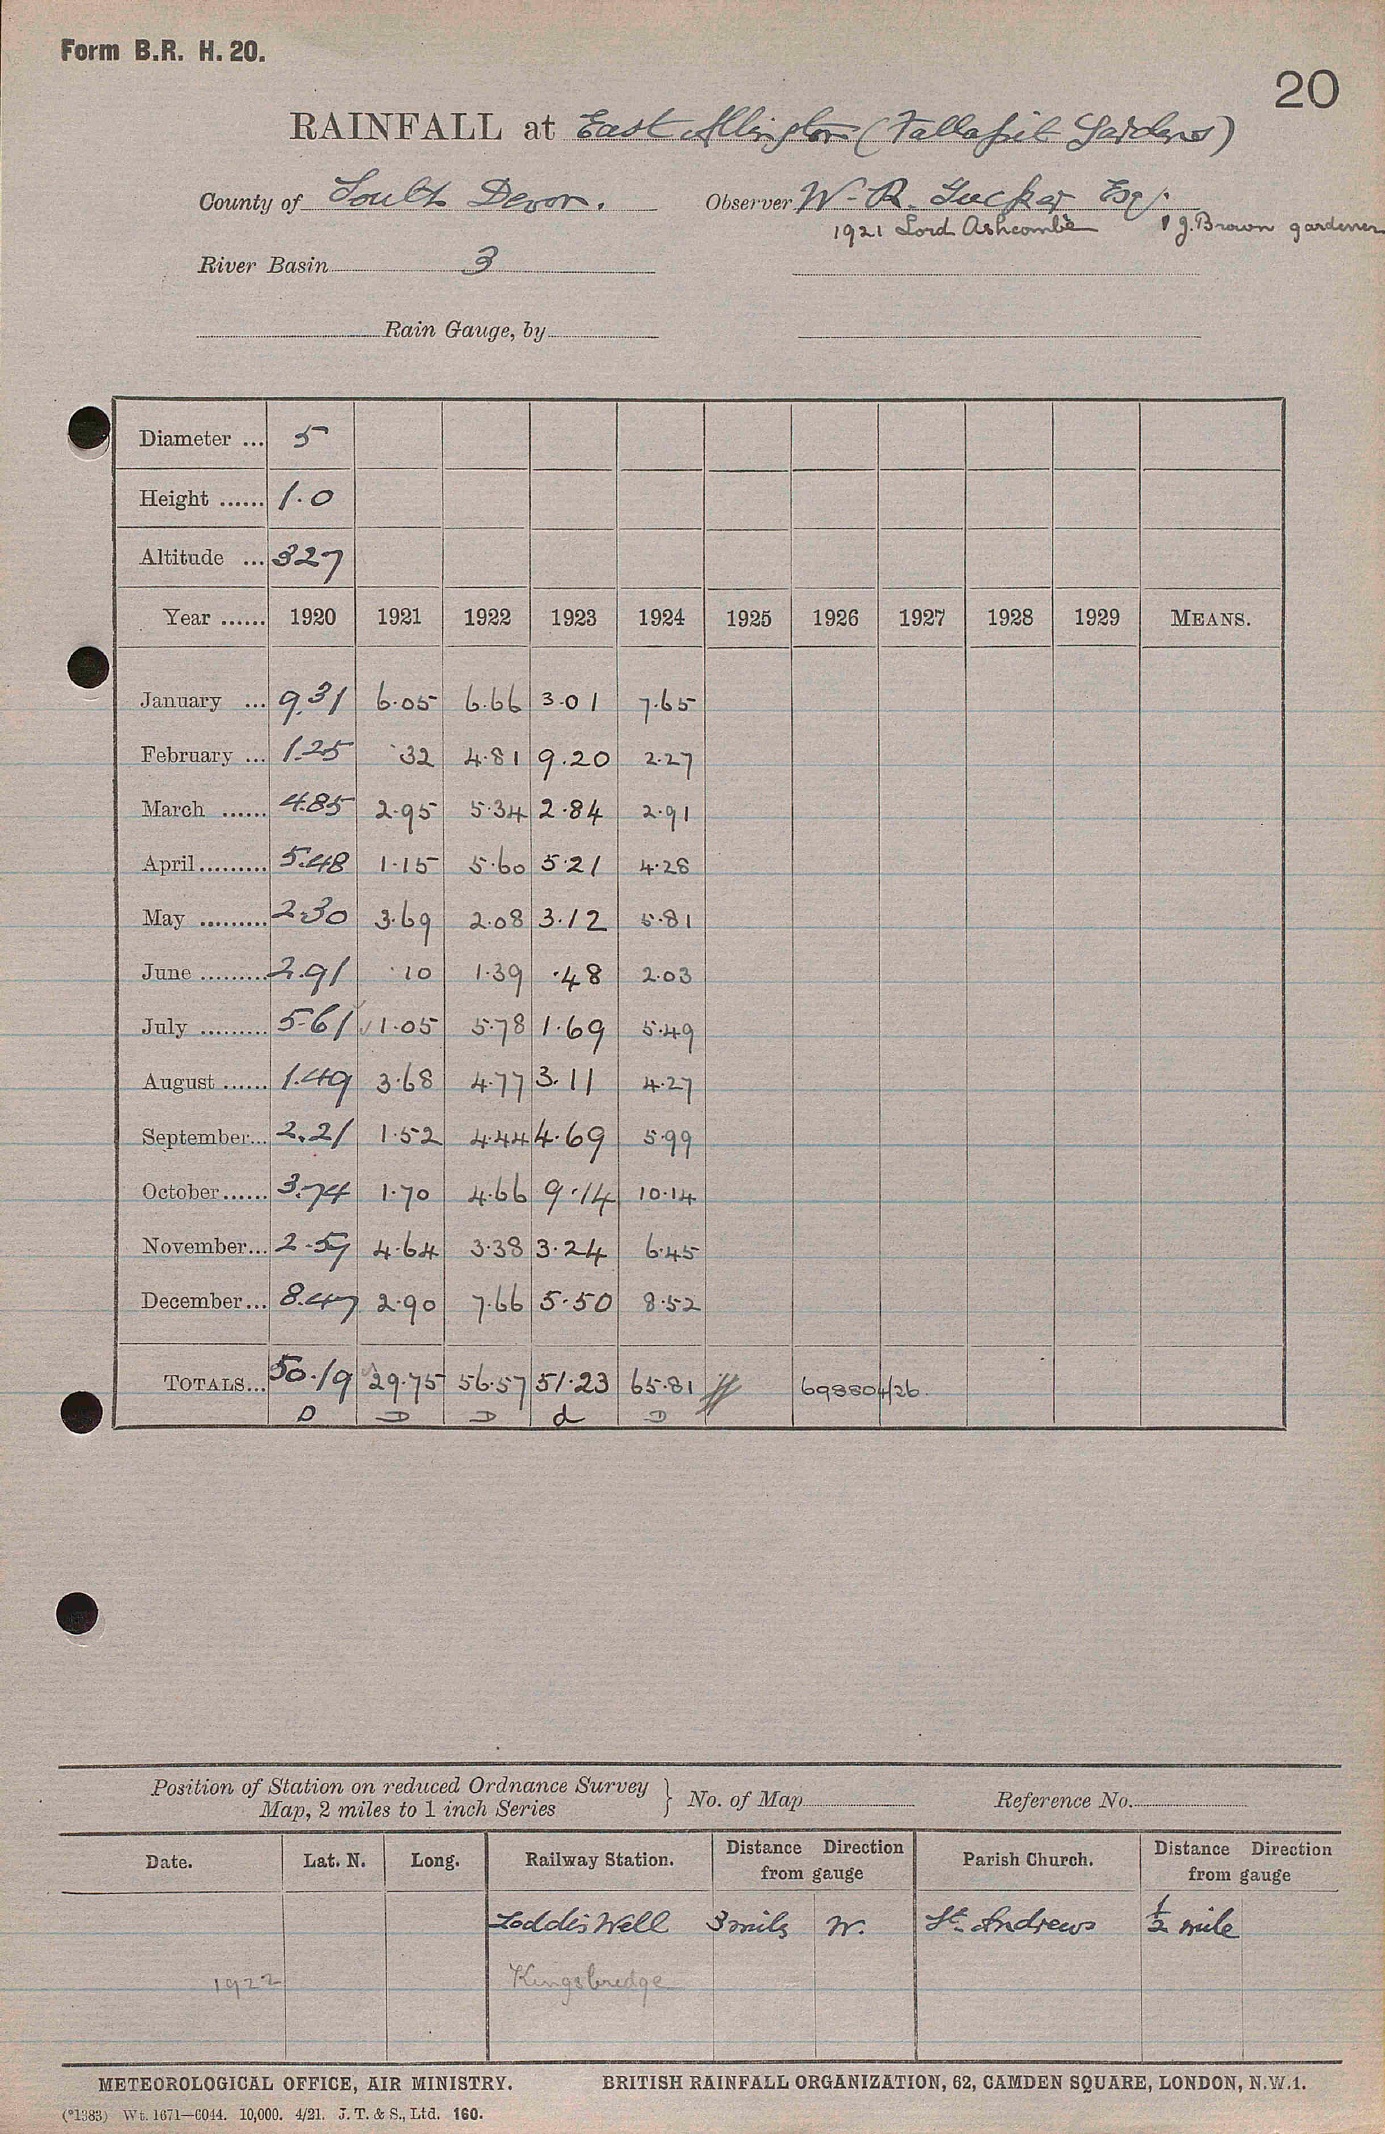 Form B.R. H. 20.
20
RAINFALL at East Allington (Fallapit Gardens)
County of South Devon. Observer W. R. Tucker Esq.
1921 Lord Ashcombe J. Brown gardener
River Basin 3
Rain Gauge, by
Diameter ... 5
Height ...... 1.0
Altitude ... 327
Year ...... 1920 1921 1922 1923 1924 1925 1926 1927 1928 1929 MEANS.
January ... 9.31 6.05 6.66 3.01 7.65
February ... 1.25 .32 4.81 9.20 2.27
March ...... 4.85 2.95 5.34 2.84 2.91
April ......... 5.48 1.15 5.60 5.21 4.28
May ......... 2.30 3.69 2.08 3.12 5.81
June ......... 2.91 .10 1.39 .48 2.03
July ......... 5.61 1.05 5.78 1.69 5.49
August ...... 1.49 3.68 4.77 3.11 4.27
September... 2.21 1.52 4.44 4.69 5.99
October...... 3.74 1.70 4.66 9.14 10.14
November... 2.57 4.64 3.38 3.24 6.45
December... 8.47 2.90 7.66 5.50 8.52
TOTALS... 50.19 29.75 56.57 51.23 65.81 698804/26.
D D D d D
Position of Station on reduced Ordnance Survey
Map, 2 miles to 1 inch Series } No. of Map Reference No.
Date. Lat. N. Long. Railway Station. Distance Direction from gauge Parish Church. Distance Direction from gauge
Loddiswell 3 miles W. St. Andrews ½ mile
1922 Kingsbridge
METEOROLOGICAL OFFICE, AIR MINISTRY. BRITISH RAINFALL ORGANIZATION, 62, CAMDEN SQUARE, LONDON, N.W.1.
(*1383) Wt. 1671—6044. 10,000. 4/21. J. T. & S., Ltd. 160.